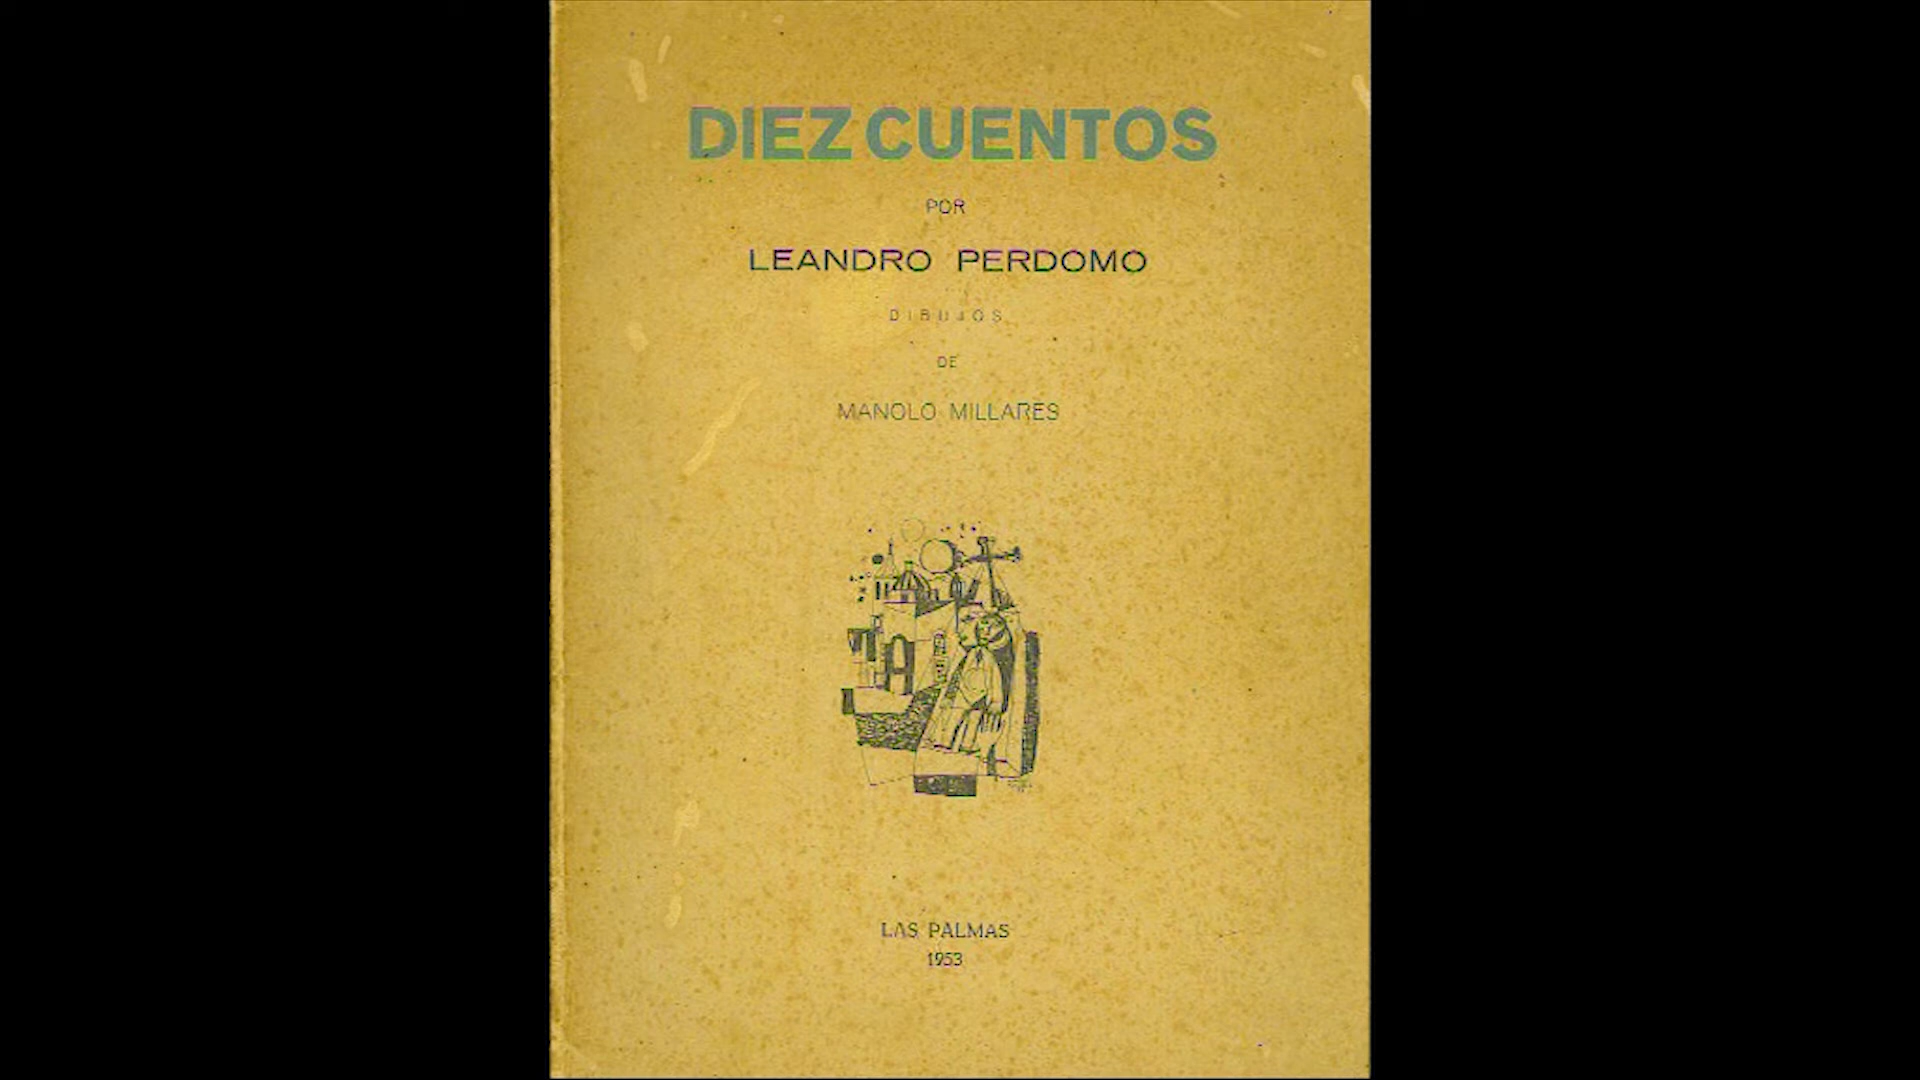 DIEZ CUENTOS
POR
LEANDRO PERDOMO
DIBUJOS
DE
MANOLO MILLARES
LAS PALMAS
1953